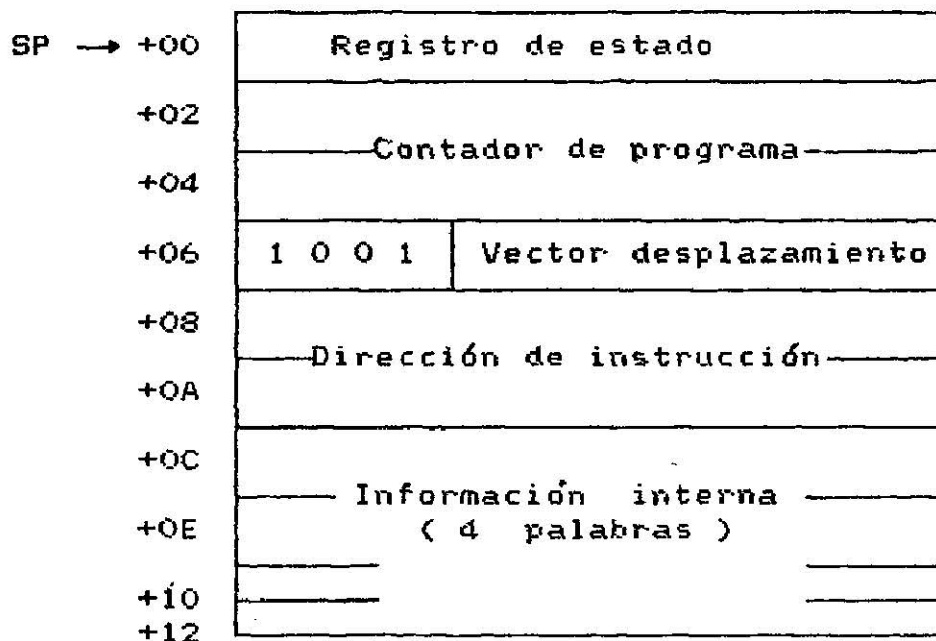 SP → +00 Registro de estado
+02
Contador de programa
+04
+06 1 0 0 1 Vector desplazamiento
+08
Dirección de instrucción
+0A
+0C
Información interna
+0E ( 4 palabras )
+10
+12